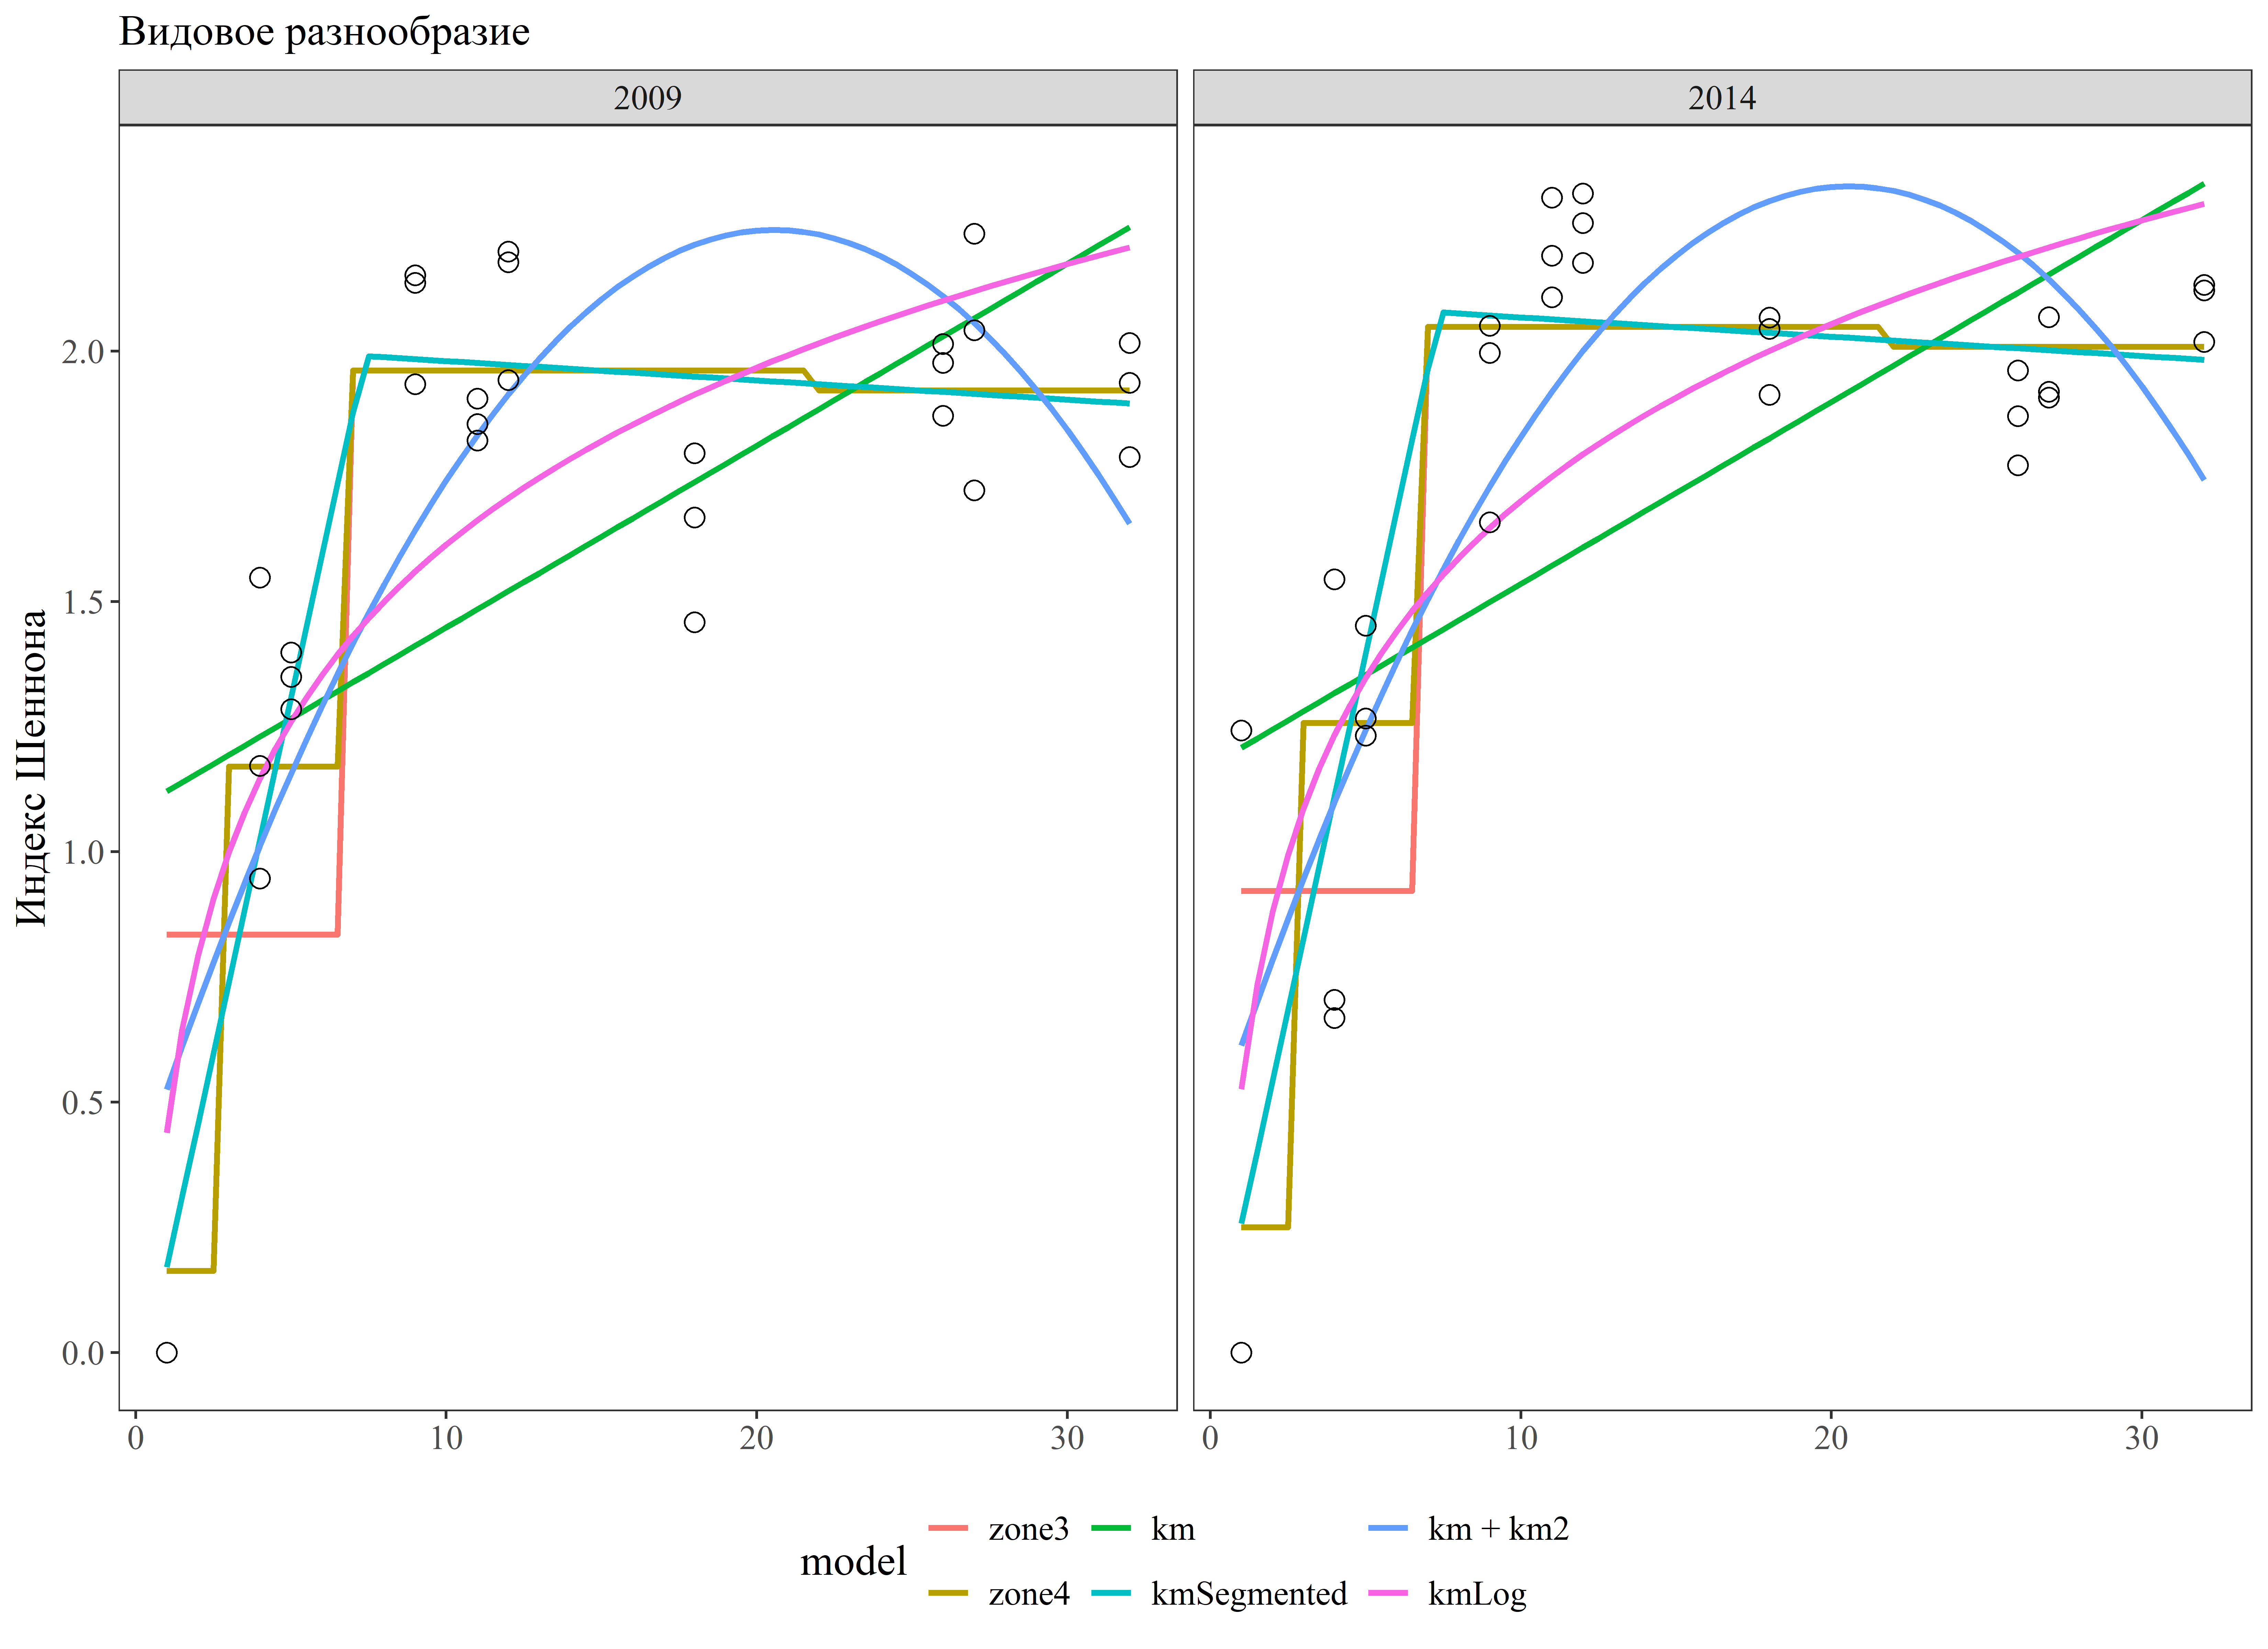 Видовое разнообразие
2009 2014
Индекс Шеннона
2.0
1.5
1.0
0.5
0.0
0 10 20 30 0 10 20 30
model
zone3 km km + km2
zone4 kmSegmented kmLog